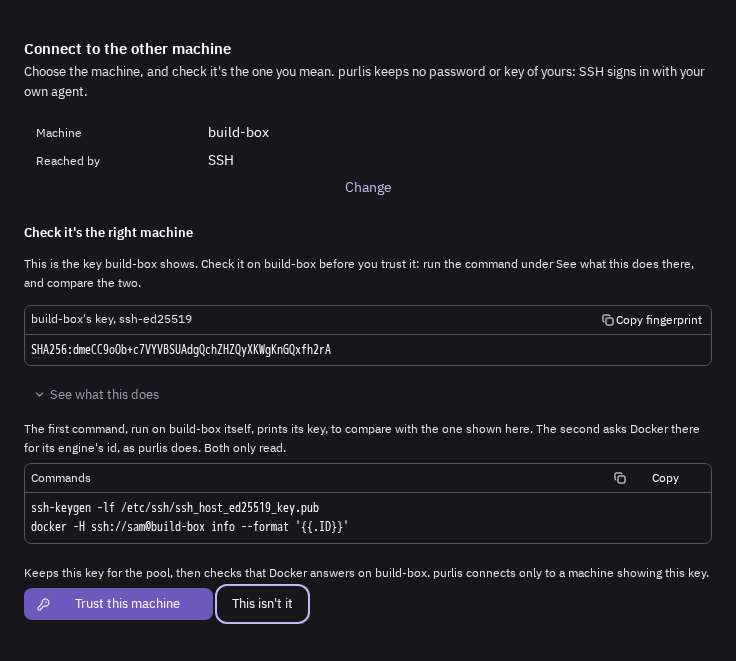 Connect to the other machine
Choose the machine, and check it's the one you mean. purlis keeps no password or key of yours: SSH signs in with your
own agent.
Machine build-box
Reached by SSH
Change
Check it's the right machine
This is the key build-box shows. Check it on build-box before you trust it: run the command under See what this does there,
and compare the two.
build-box's key, ssh-ed25519 Copy fingerprint
SHA256:dmeCC9oOb+c7VYVBSUAdgQchZHZQyXKWgKnGQxfh2rA
See what this does
The first command, run on build-box itself, prints its key, to compare with the one shown here. The second asks Docker there
for its engine's id, as purlis does. Both only read.
Commands Copy
ssh-keygen -lf /etc/ssh/ssh_host_ed25519_key.pub
docker -H ssh://sam@build-box info --format '{{.ID}}'
Keeps this key for the pool, then checks that Docker answers on build-box. purlis connects only to a machine showing this key.
Trust this machine This isn't it